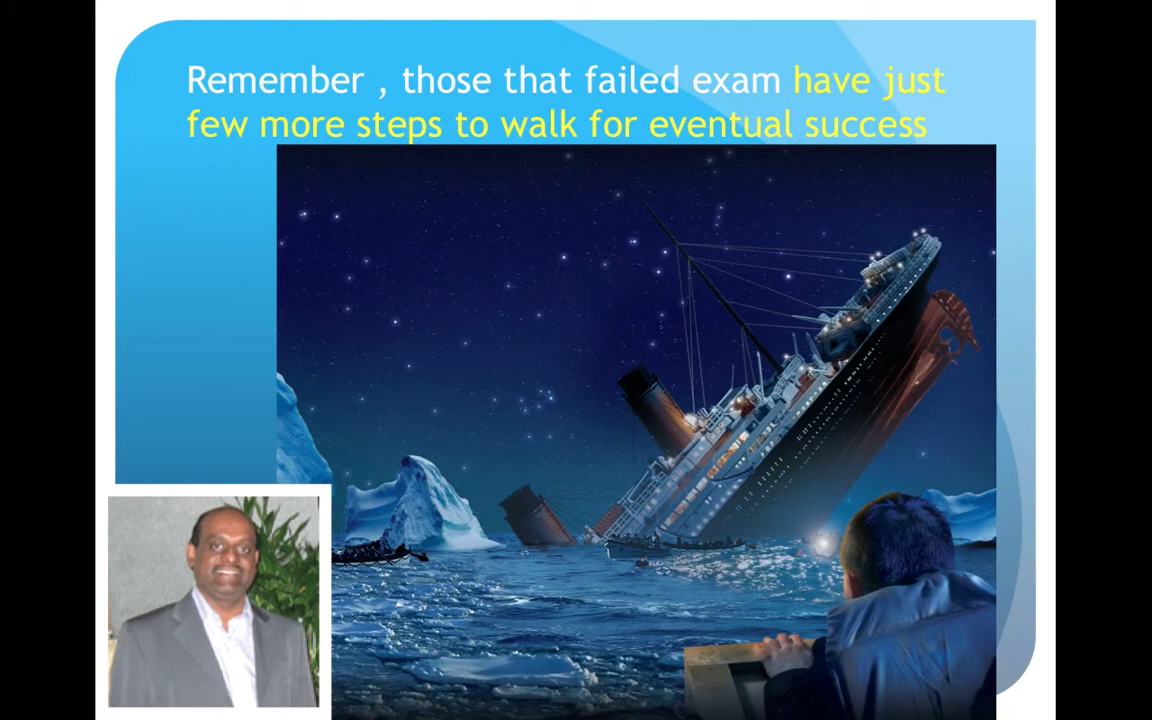 Remember , those that failed exam have just
few more steps to walk for eventual success